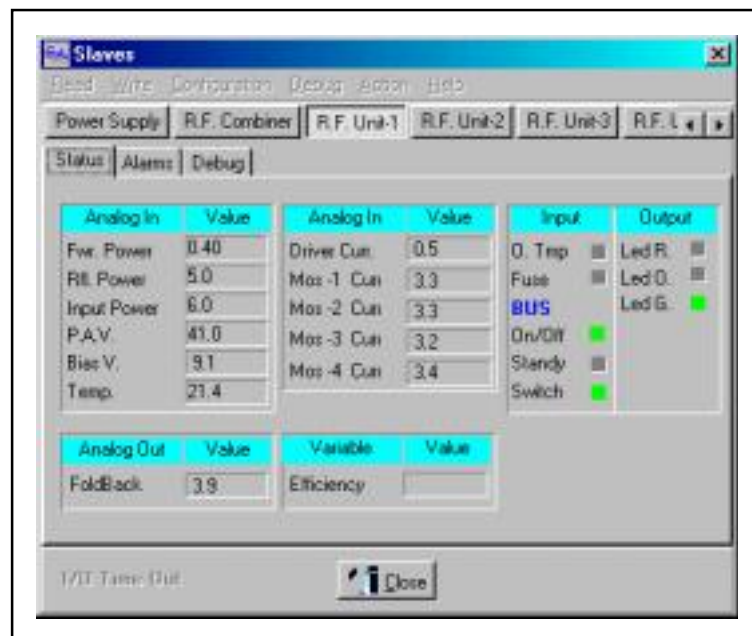 Slaves
Read Write Configuration Debug Action Help
Power Supply R.F. Combiner R.F. Unit-1 R.F. Unit-2 R.F. Unit-3 R.F. L
Status Alarms Debug
Analog In Value
Fwr. Power 0.40
Rfl. Power 5.0
Input Power 6.0
P.A.V. 41.0
Bias V. 9.1
Temp. 21.4
Analog In Value
Driver Curr. 0.5
Mos -1 Curr 3.3
Mos -2 Curr 3.3
Mos -3 Curr 3.2
Mos -4 Curr 3.4
Input Output
O. Tmp Led R.
Fuse Led O.
BUS Led G.
On/Off
Standy
Switch
Analog Out Value
FoldBack 3.9
Variable Value
Efficiency
I/O Time Out
Close